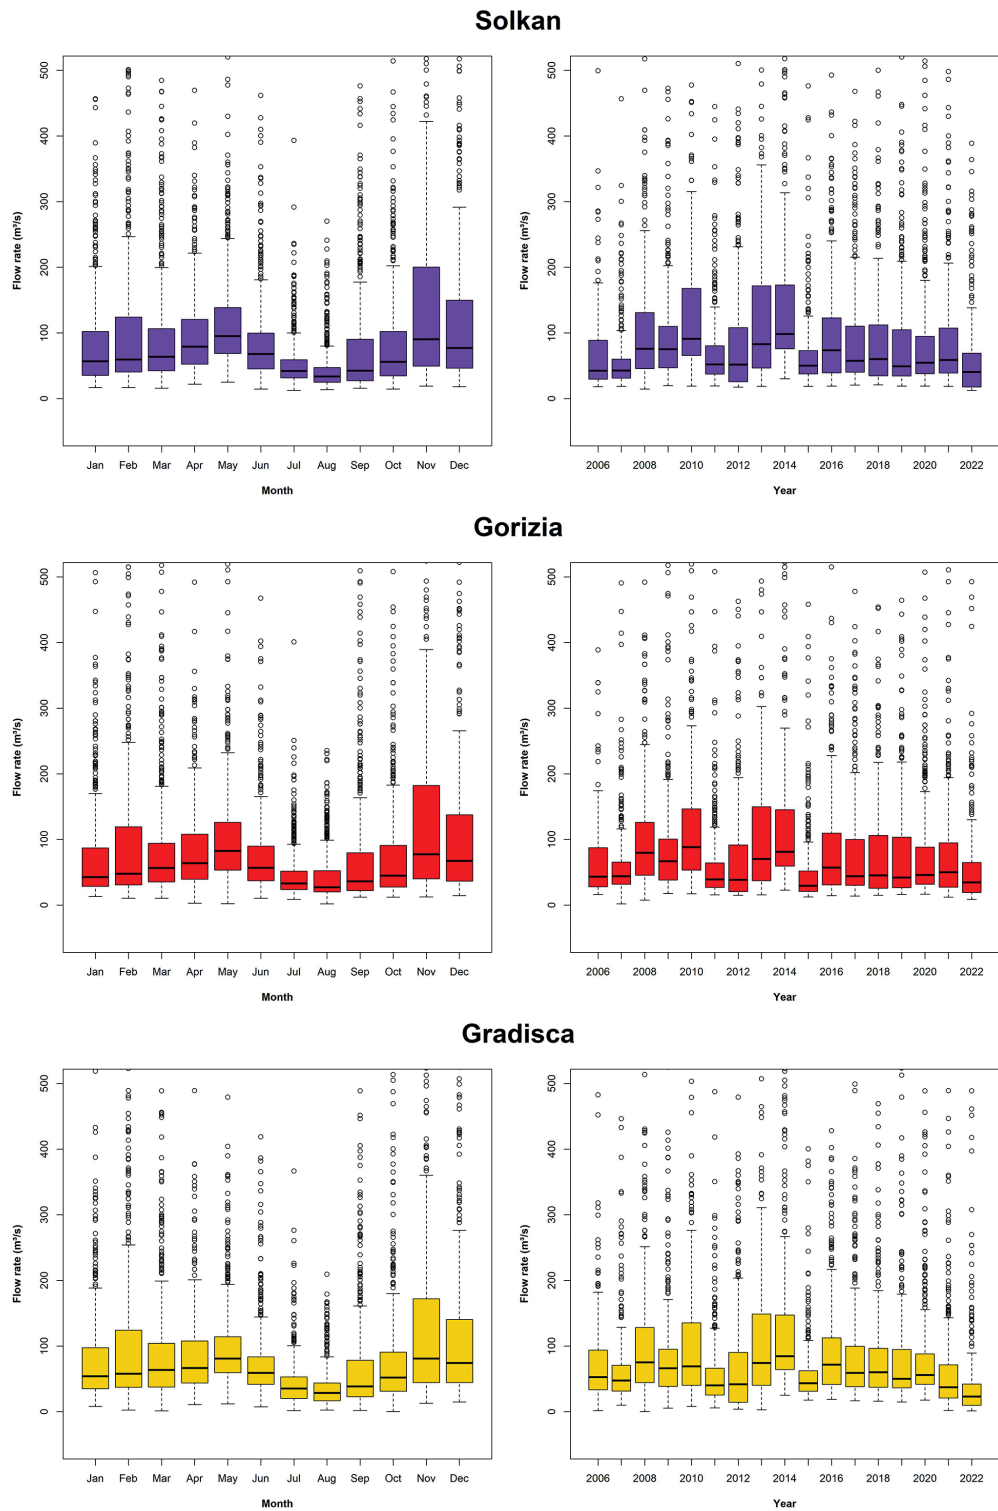 Solkan
500
400
300
200
100
0
Flow rate (m³/s)
Jan Feb Mar Apr May Jun Jul Aug Sep Oct Nov Dec
Month
500
400
300
200
100
0
Flow rate (m³/s)
2006 2008 2010 2012 2014 2016 2018 2020 2022
Year
Gorizia
500
400
300
200
100
0
Flow rate (m³/s)
Jan Feb Mar Apr May Jun Jul Aug Sep Oct Nov Dec
Month
500
400
300
200
100
0
Flow rate (m³/s)
2006 2008 2010 2012 2014 2016 2018 2020 2022
Year
Gradisca
500
400
300
200
100
0
Flow rate (m³/s)
Jan Feb Mar Apr May Jun Jul Aug Sep Oct Nov Dec
Month
500
400
300
200
100
0
Flow rate (m³/s)
2006 2008 2010 2012 2014 2016 2018 2020 2022
Year